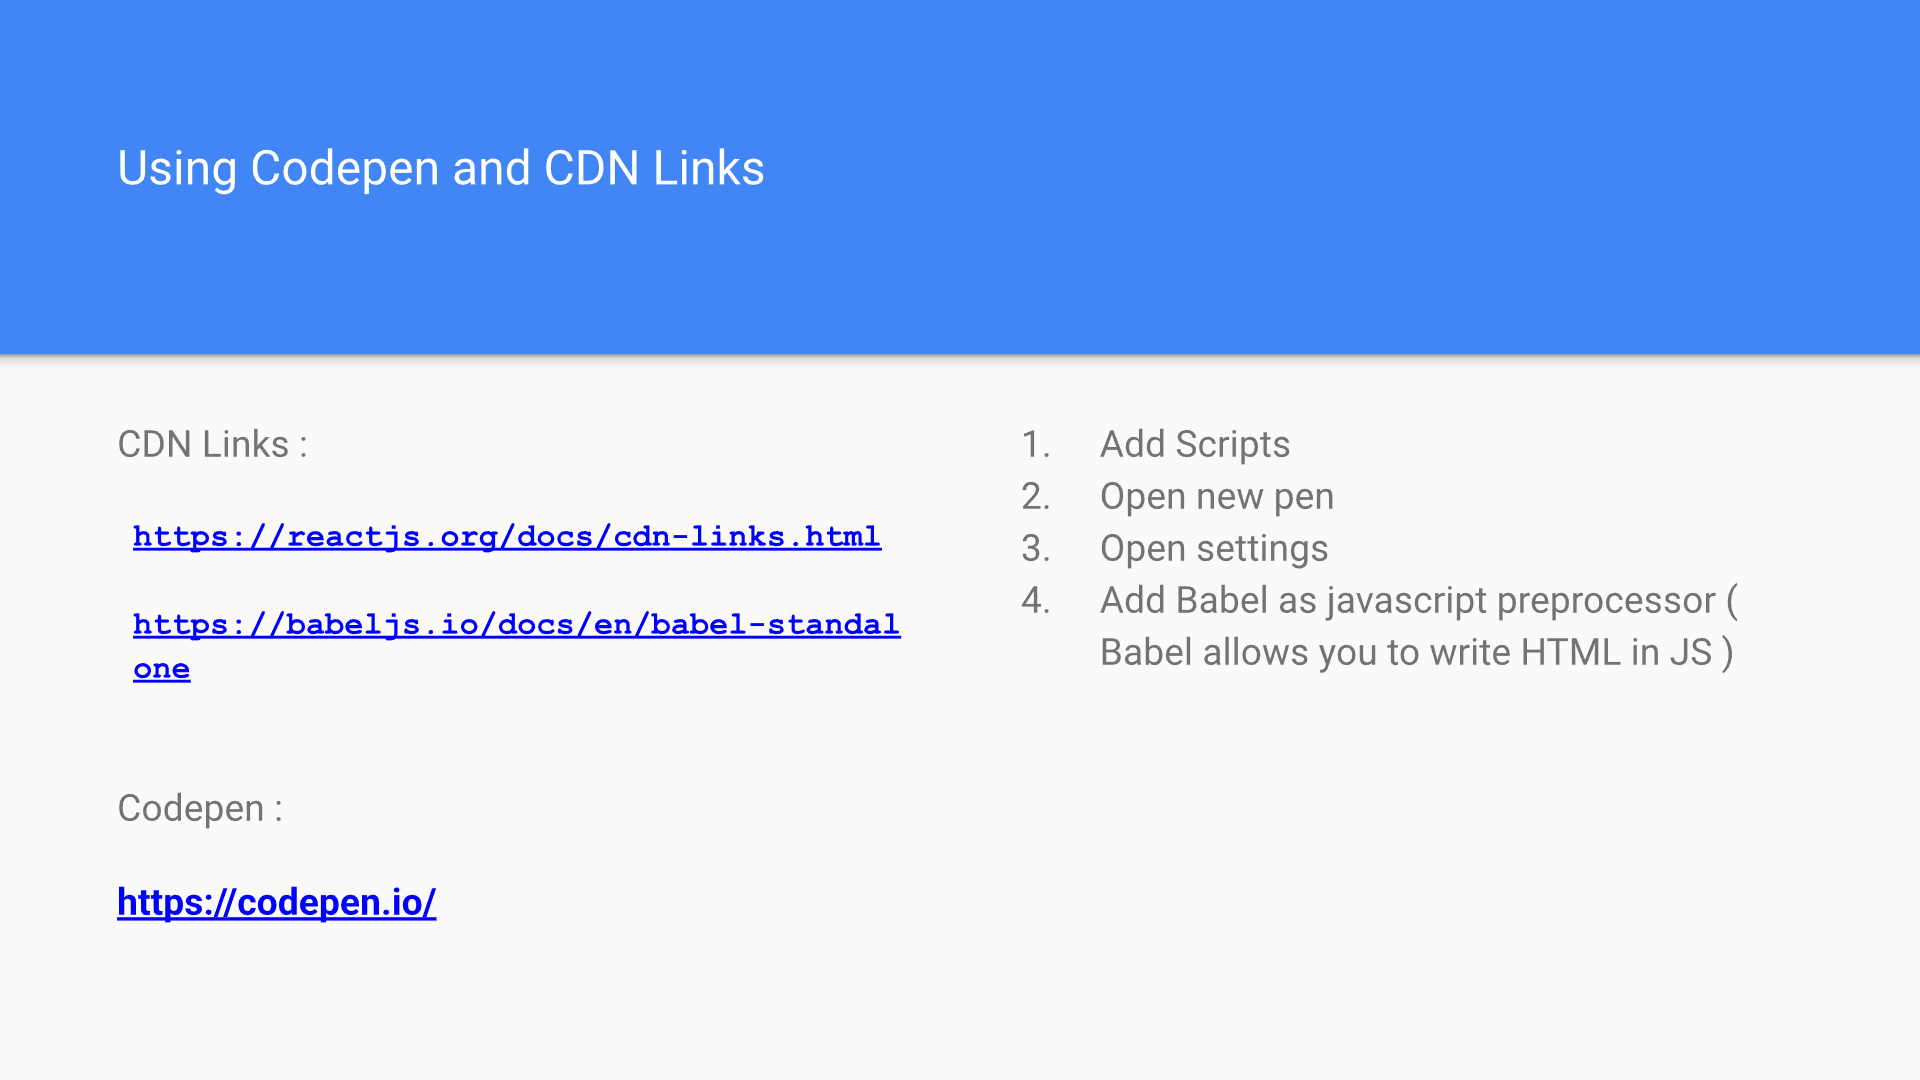 Using Codepen and CDN Links
CDN Links :
https://reactjs.org/docs/cdn-links.html
https://babeljs.io/docs/en/babel-standal
one
Codepen :
https://codepen.io/
1. Add Scripts
2. Open new pen
3. Open settings
4. Add Babel as javascript preprocessor (
Babel allows you to write HTML in JS )